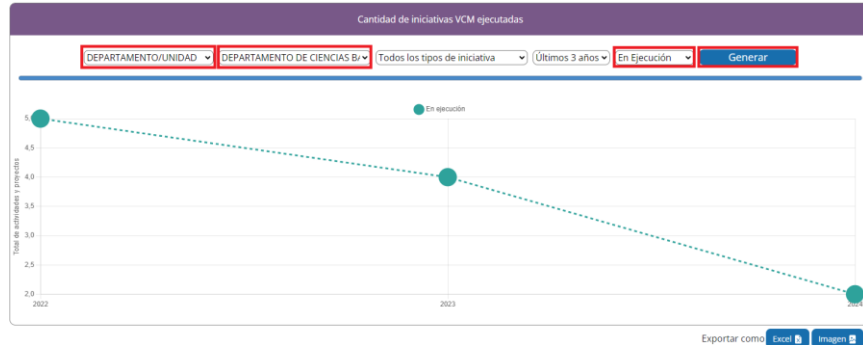 Cantidad de iniciativas VCM ejecutadas
DEPARTAMENTO/UNIDAD DEPARTAMENTO DE CIENCIAS BA Todos los tipos de iniciativa Últimos 3 años En Ejecución Generar
En ejecución
Total de actividades y proyectos
5,0
4,5
4,0
3,5
3,0
2,5
2,0
2022 2023 2024
Exportar como Excel Imagen